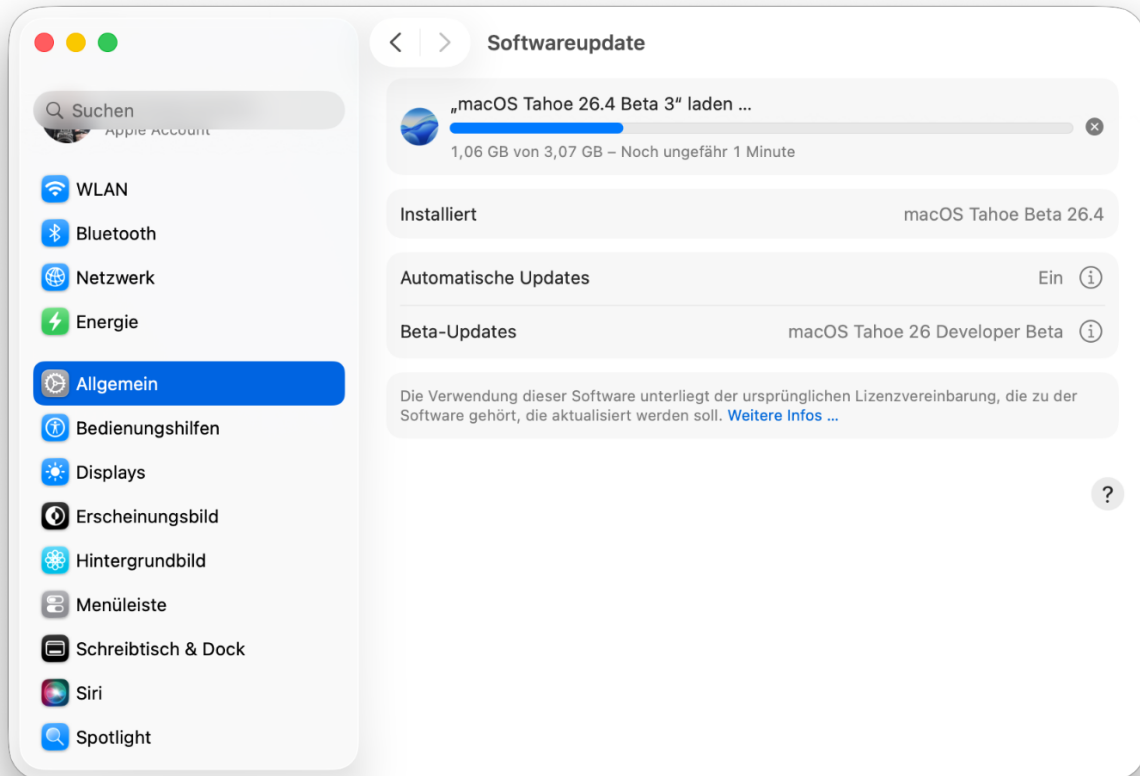 Suchen
Apple Account
WLAN
Bluetooth
Netzwerk
Energie
Allgemein
Bedienungshilfen
Displays
Erscheinungsbild
Hintergrundbild
Menüleiste
Schreibtisch & Dock
Siri
Spotlight
Softwareupdate
„macOS Tahoe 26.4 Beta 3“ laden ...
1,06 GB von 3,07 GB – Noch ungefähr 1 Minute
Installiert macOS Tahoe Beta 26.4
Automatische Updates Ein
Beta-Updates macOS Tahoe 26 Developer Beta
Die Verwendung dieser Software unterliegt der ursprünglichen Lizenzvereinbarung, die zu der
Software gehört, die aktualisiert werden soll. Weitere Infos ...
?